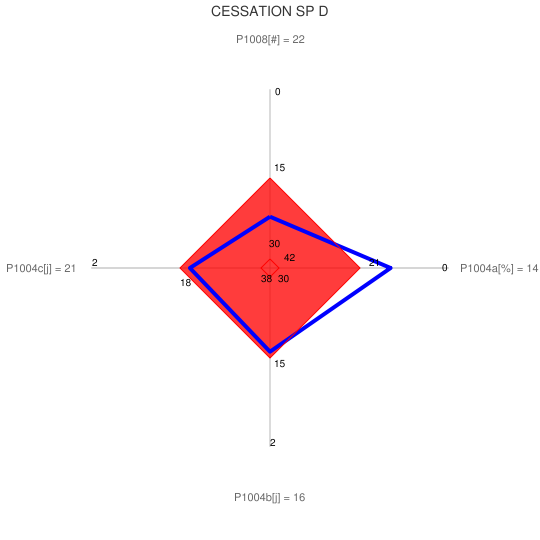 CESSATION SP D
P1008[#] = 22
0
15
30
42
P1004c[j] = 21
2
21
0
P1004a[%] = 14
18
38
30
15
2
P1004b[j] = 16